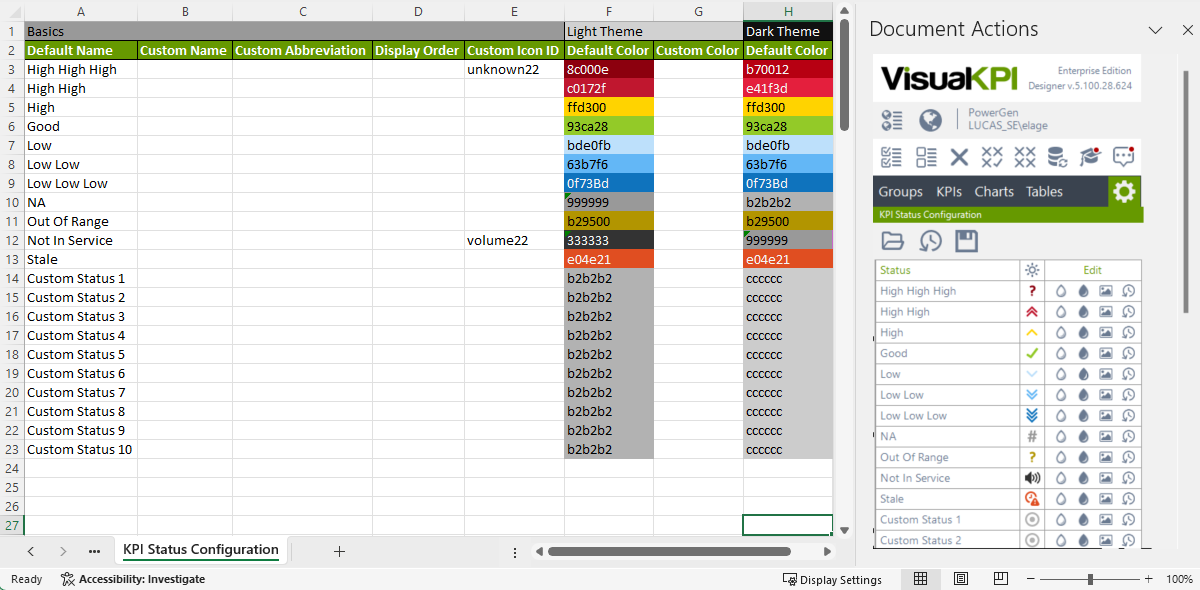 A B C D E F G H
1 Basics Light Theme Dark Theme
2 Default Name Custom Name Custom Abbreviation Display Order Custom Icon ID Default Color Custom Color Default Color
3 High High High unknown22 8c000e b70012
4 High High c0172f e41f3d
5 High ffd300 ffd300
6 Good 93ca28 93ca28
7 Low bde0fb bde0fb
8 Low Low 63b7f6 63b7f6
9 Low Low Low 0f73Bd 0f73Bd
10 NA 999999 b2b2b2
11 Out Of Range b29500 b29500
12 Not In Service volume22 333333 999999
13 Stale e04e21 e04e21
14 Custom Status 1 b2b2b2 cccccc
15 Custom Status 2 b2b2b2 cccccc
16 Custom Status 3 b2b2b2 cccccc
17 Custom Status 4 b2b2b2 cccccc
18 Custom Status 5 b2b2b2 cccccc
19 Custom Status 6 b2b2b2 cccccc
20 Custom Status 7 b2b2b2 cccccc
21 Custom Status 8 b2b2b2 cccccc
22 Custom Status 9 b2b2b2 cccccc
23 Custom Status 10 b2b2b2 cccccc
24
25
26
27
KPI Status Configuration
Ready Accessibility: Investigate Display Settings 100%
Document Actions
VisualKPI Enterprise Edition
Designer v.5.100.28.624
PowerGen
LUCAS_SE\elage
Groups KPIs Charts Tables
KPI Status Configuration
Status Edit
High High High ?
High High
High
Good
Low
Low Low
Low Low Low
NA #
Out Of Range ?
Not In Service
Stale
Custom Status 1
Custom Status 2